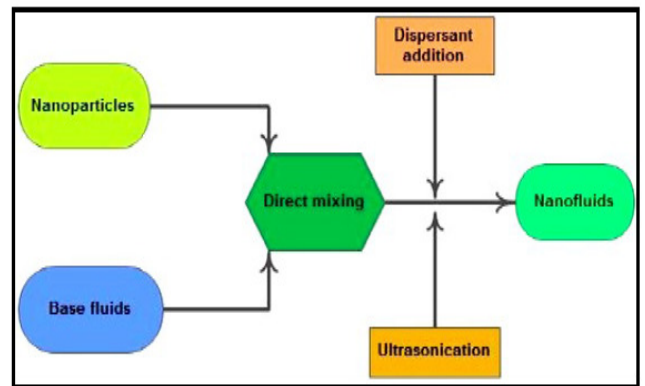 Dispersant
addition
Nanoparticles
Direct mixing
Nanofluids
Base fluids
Ultrasonication